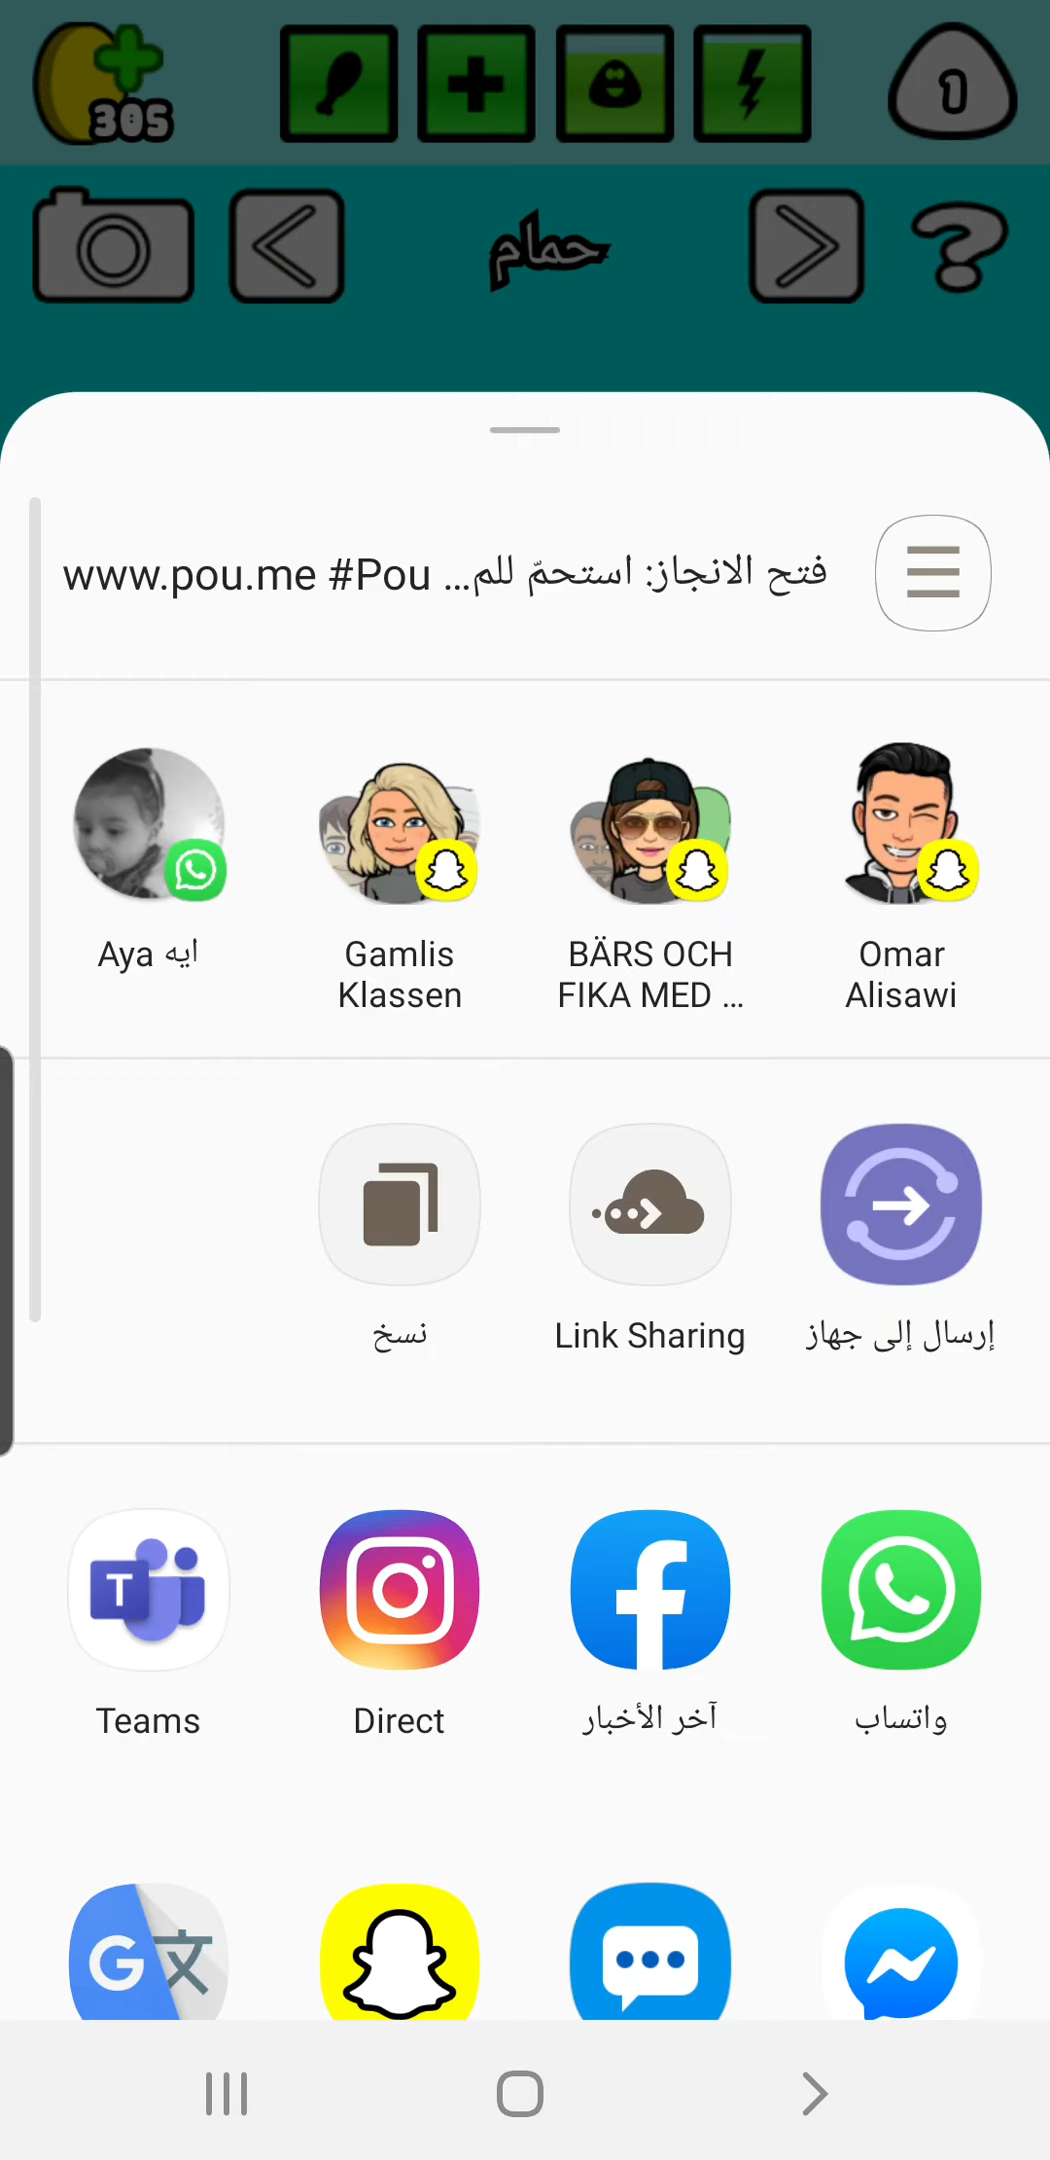 305
٦
حمام
فتح الانجاز: استحمّ للم... www.pou.me #Pou
Aya ايه
Gamlis
Klassen
BÄRS OCH
FIKA MED ...
Omar
Alisawi
نسخ
Link Sharing
إرسال إلى جهاز
Teams
Direct
آخر الأخبار
واتساب